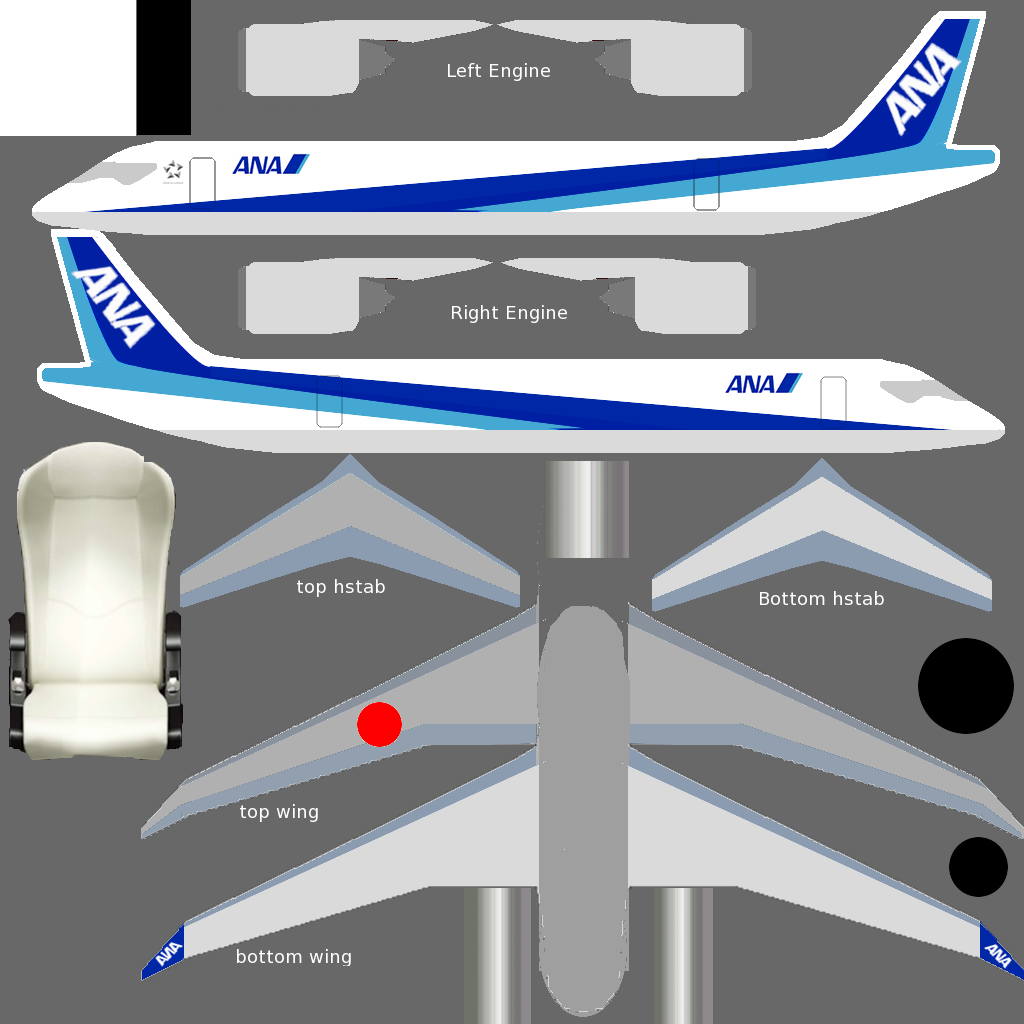 Left Engine
ANA
ANA
ANA
Right Engine
ANA
top hstab
Bottom hstab
top wing
bottom wing
ANA
ANA